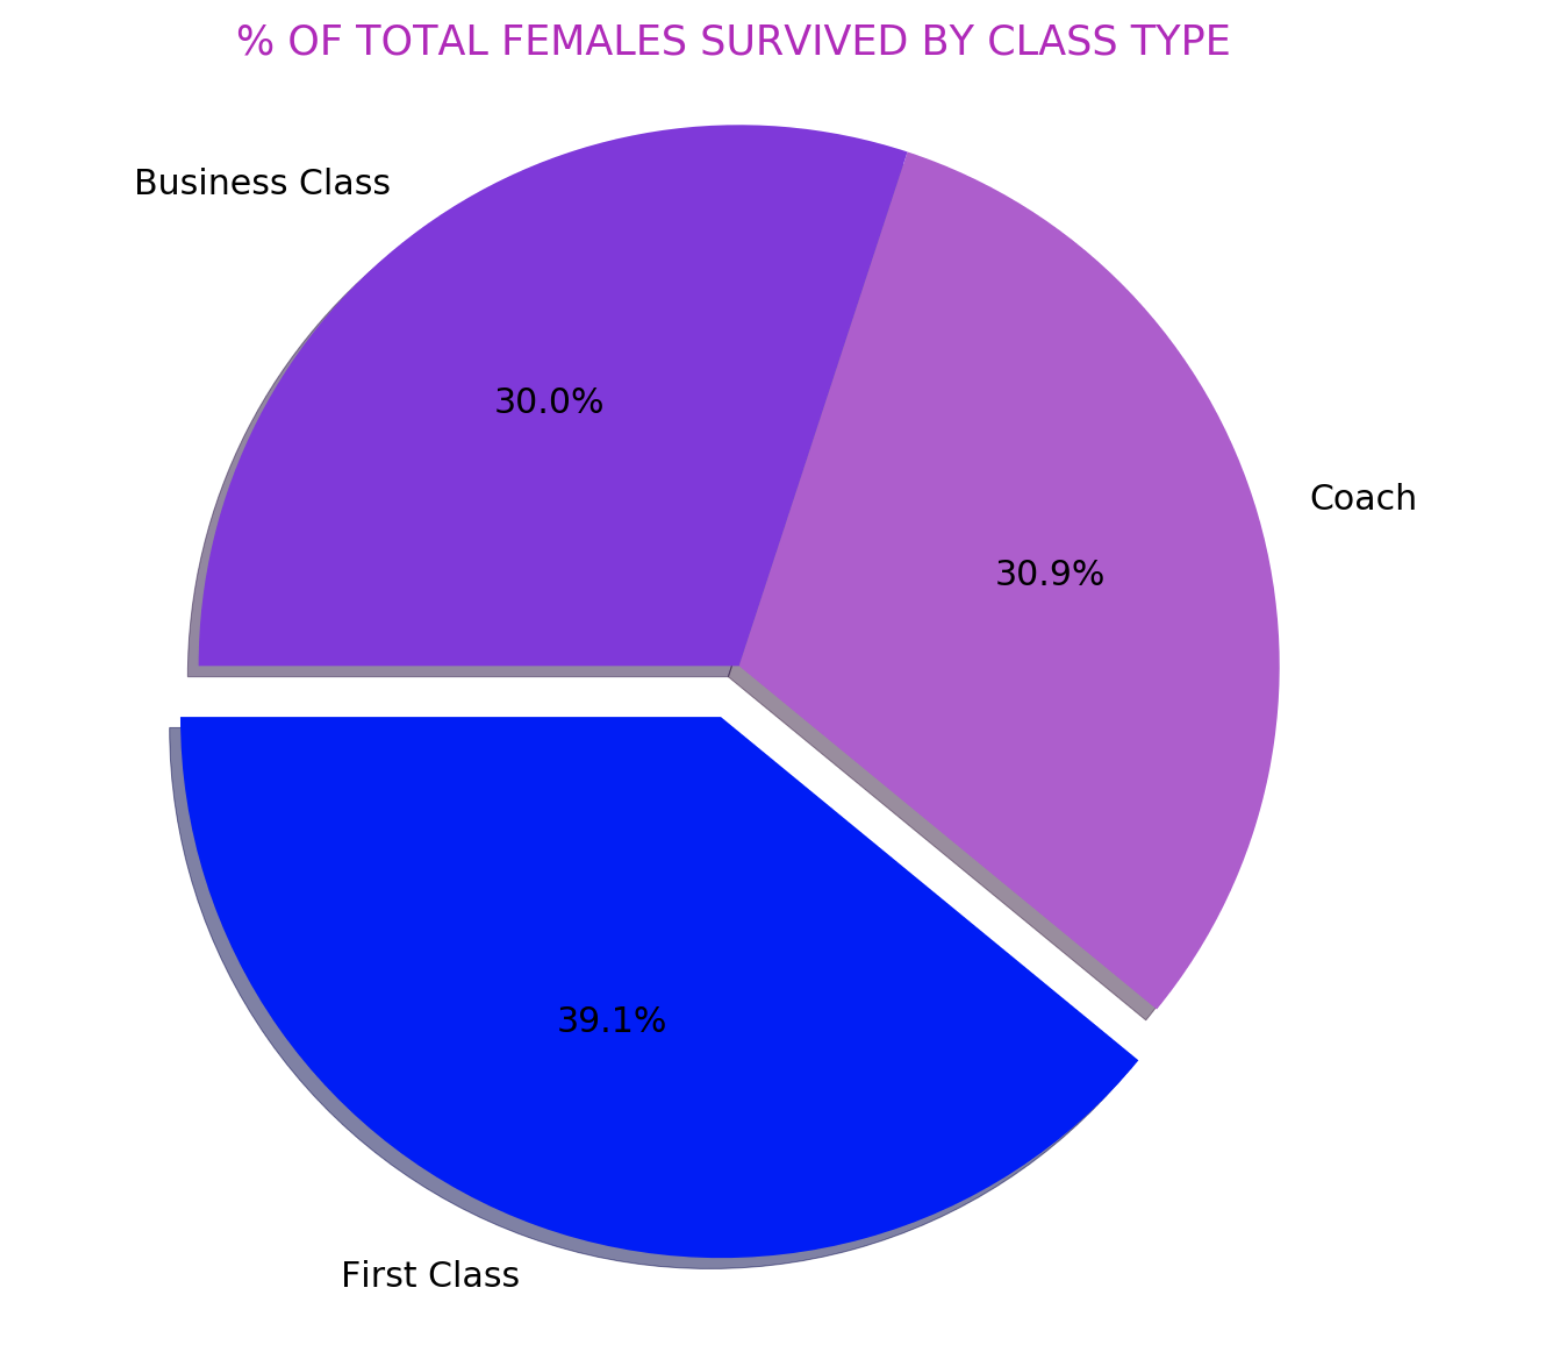 % OF TOTAL FEMALES SURVIVED BY CLASS TYPE
Business Class
30.0%
Coach
30.9%
39.1%
First Class